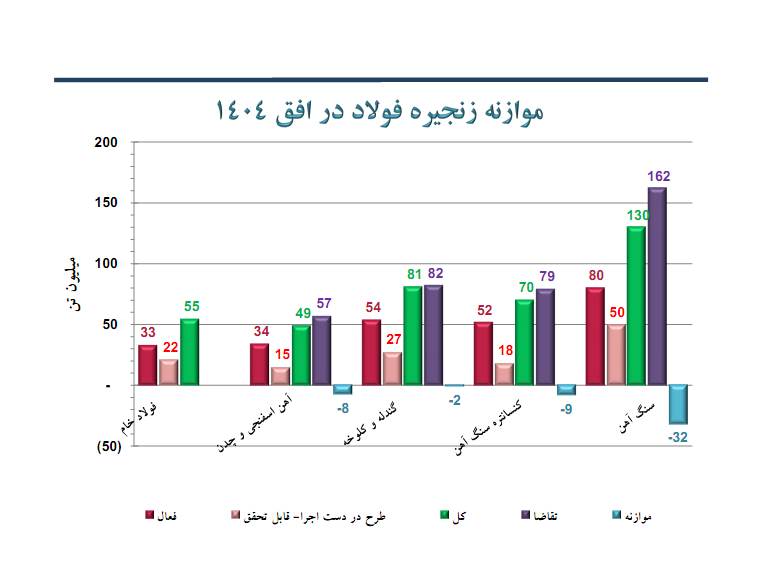 موازنه زنجیره فولاد در افق ۱۴۰۴
میلیون تن
200
150
100
50
-
(50)
33
22
55
34
15
49
57
-8
54
27
81
82
-2
52
18
70
79
-9
80
50
130
162
-32
فولاد خام
آهن اسفنجی و چدن
گندله و کلوخه
کنسانتره سنگ آهن
سنگ آهن
فعال
طرح در دست اجرا- قابل تحقق
کل
تقاضا
موازنه